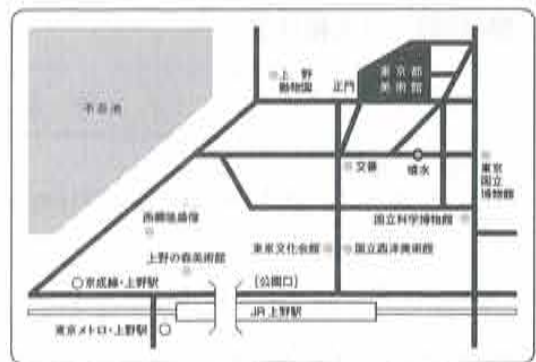 上野
動物園
正門
東京都
美術館
不忍池
交番
噴水
東京
国立
博物館
西郷隆盛像
国立科学博物館
上野の森美術館
東京文化会館
国立西洋美術館
京成線・上野駅
(公園口)
JR上野駅
東京メトロ・上野駅